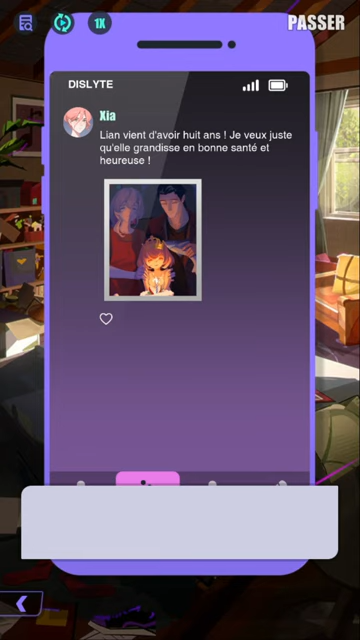 1X
PASSER
DISLYTE
Xia
Lian vient d'avoir huit ans ! Je veux juste
qu'elle grandisse en bonne santé et
heureuse !